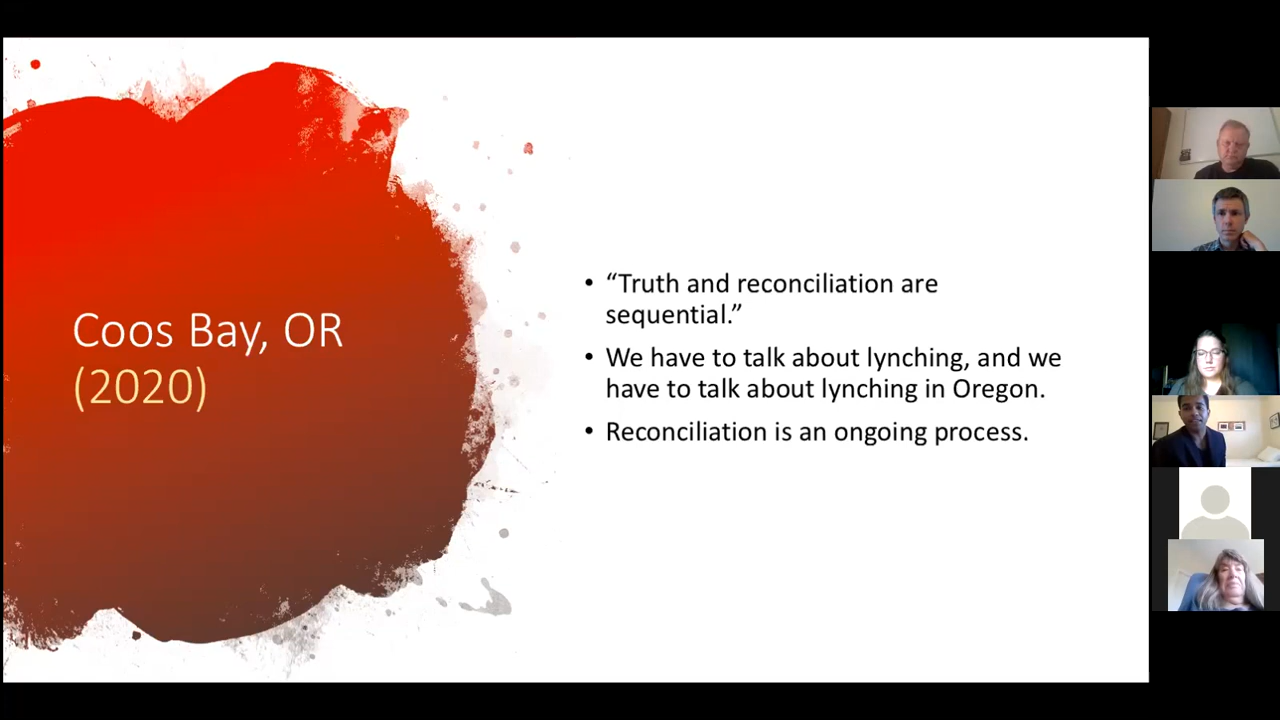 Coos Bay, OR
(2020)
• “Truth and reconciliation are
sequential.”
• We have to talk about lynching, and we
have to talk about lynching in Oregon.
• Reconciliation is an ongoing process.